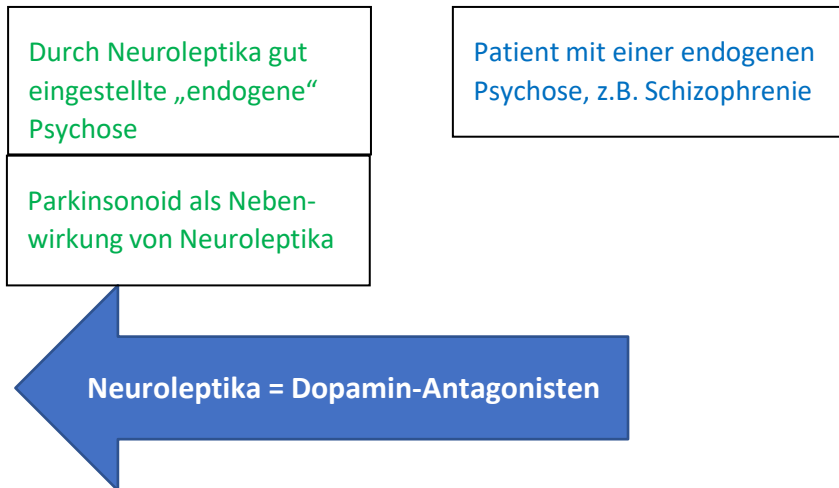 Durch Neuroleptika gut
eingestellte „endogene“
Psychose
Patient mit einer endogenen
Psychose, z.B. Schizophrenie
Parkinsonoid als Neben-
wirkung von Neuroleptika
Neuroleptika = Dopamin-Antagonisten